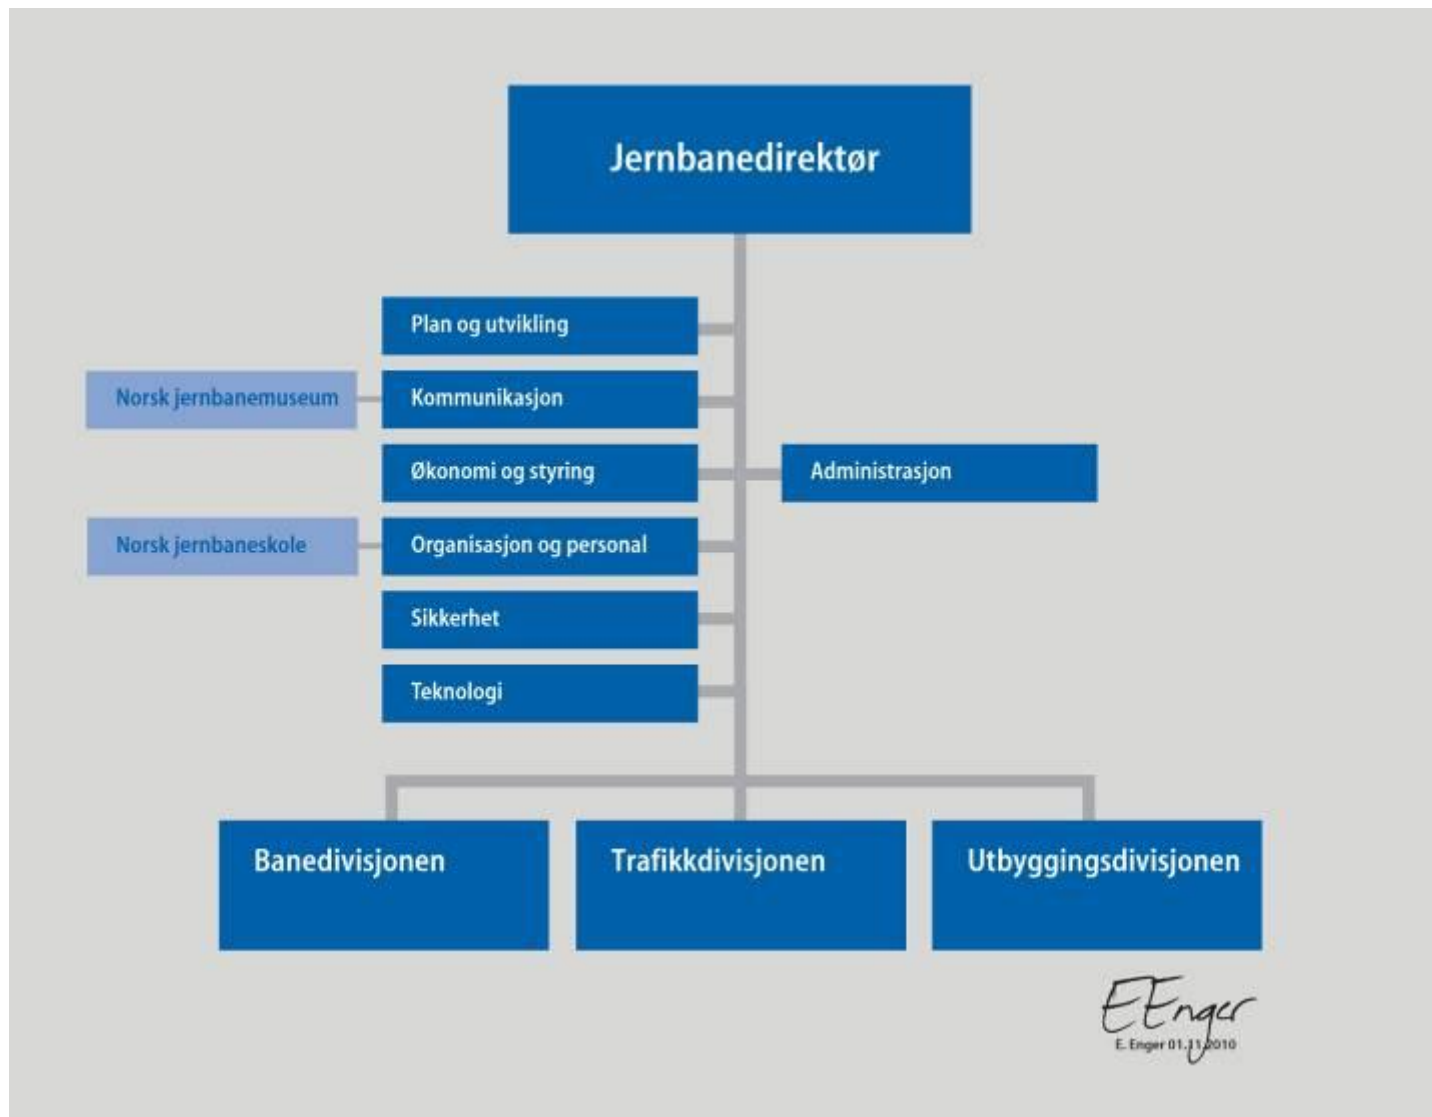 Jernbanedirektør
Plan og utvikling
Norsk jernbanemuseum
Kommunikasjon
Økonomi og styring
Administrasjon
Norsk jernbaneskole
Organisasjon og personal
Sikkerhet
Teknologi
Banedivisjonen
Trafikkdivisjonen
Utbyggingsdivisjonen
EEnger
E. Enger 01.11.2010